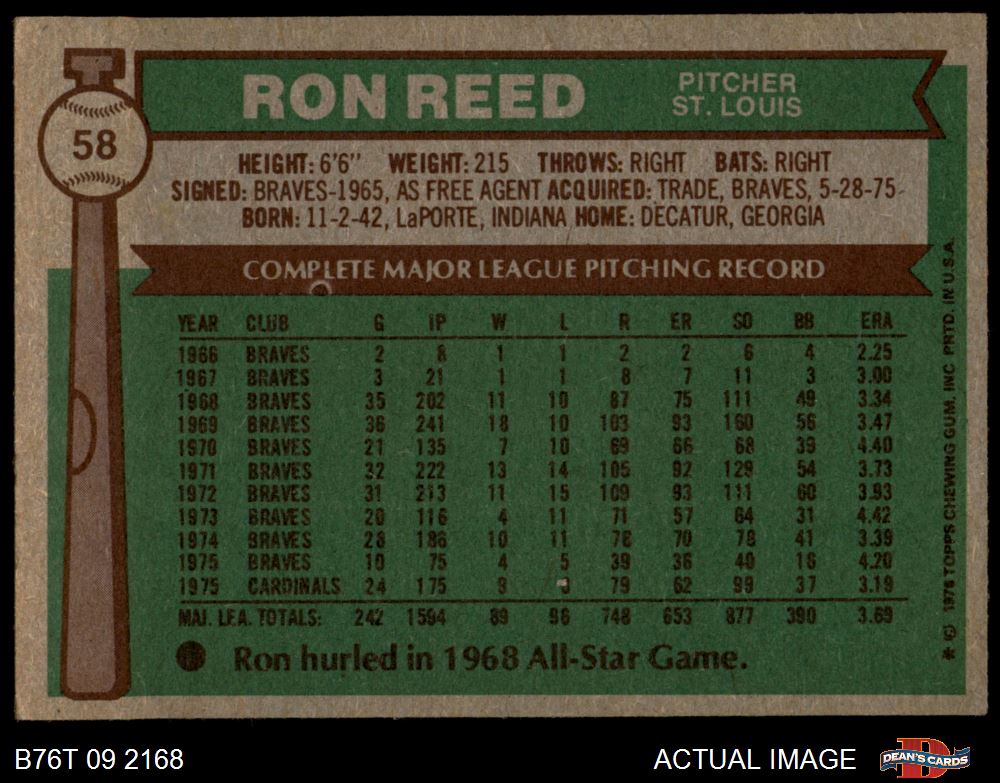 58
RON REED
PITCHER
ST. LOUIS
HEIGHT: 6'6" WEIGHT: 215 THROWS: RIGHT BATS: RIGHT
SIGNED: BRAVES-1965, AS FREE AGENT ACQUIRED: TRADE, BRAVES, 5-28-75
BORN: 11-2-42, LaPORTE, INDIANA HOME: DECATUR, GEORGIA
COMPLETE MAJOR LEAGUE PITCHING RECORD
YEAR CLUB G IP W L R ER SO BB ERA
1966 BRAVES 2 8 1 1 2 2 6 4 2.25
1967 BRAVES 3 21 1 1 8 7 11 3 3.00
1968 BRAVES 35 202 11 10 87 75 111 49 3.34
1969 BRAVES 36 241 18 10 103 93 160 56 3.47
1970 BRAVES 21 135 7 10 69 66 68 39 4.40
1971 BRAVES 32 222 13 14 105 92 129 54 3.73
1972 BRAVES 31 213 11 15 109 93 111 60 3.93
1973 BRAVES 20 116 4 11 71 57 64 31 4.42
1974 BRAVES 28 186 10 11 78 70 78 41 3.39
1975 BRAVES 10 75 4 5 39 36 40 16 4.20
1975 CARDINALS 24 175 9 175 79 62 99 37 3.19
MAJ. LEA. TOTALS: 242 1594 89 96 748 653 877 390 3.69
Ron hurled in 1968 All-Star Game.
* © 1976 TOPPS CHEWING GUM, INC PRTD. IN U.S.A.
B76T 09 2168 ACTUAL IMAGE DEAN'S CARDS